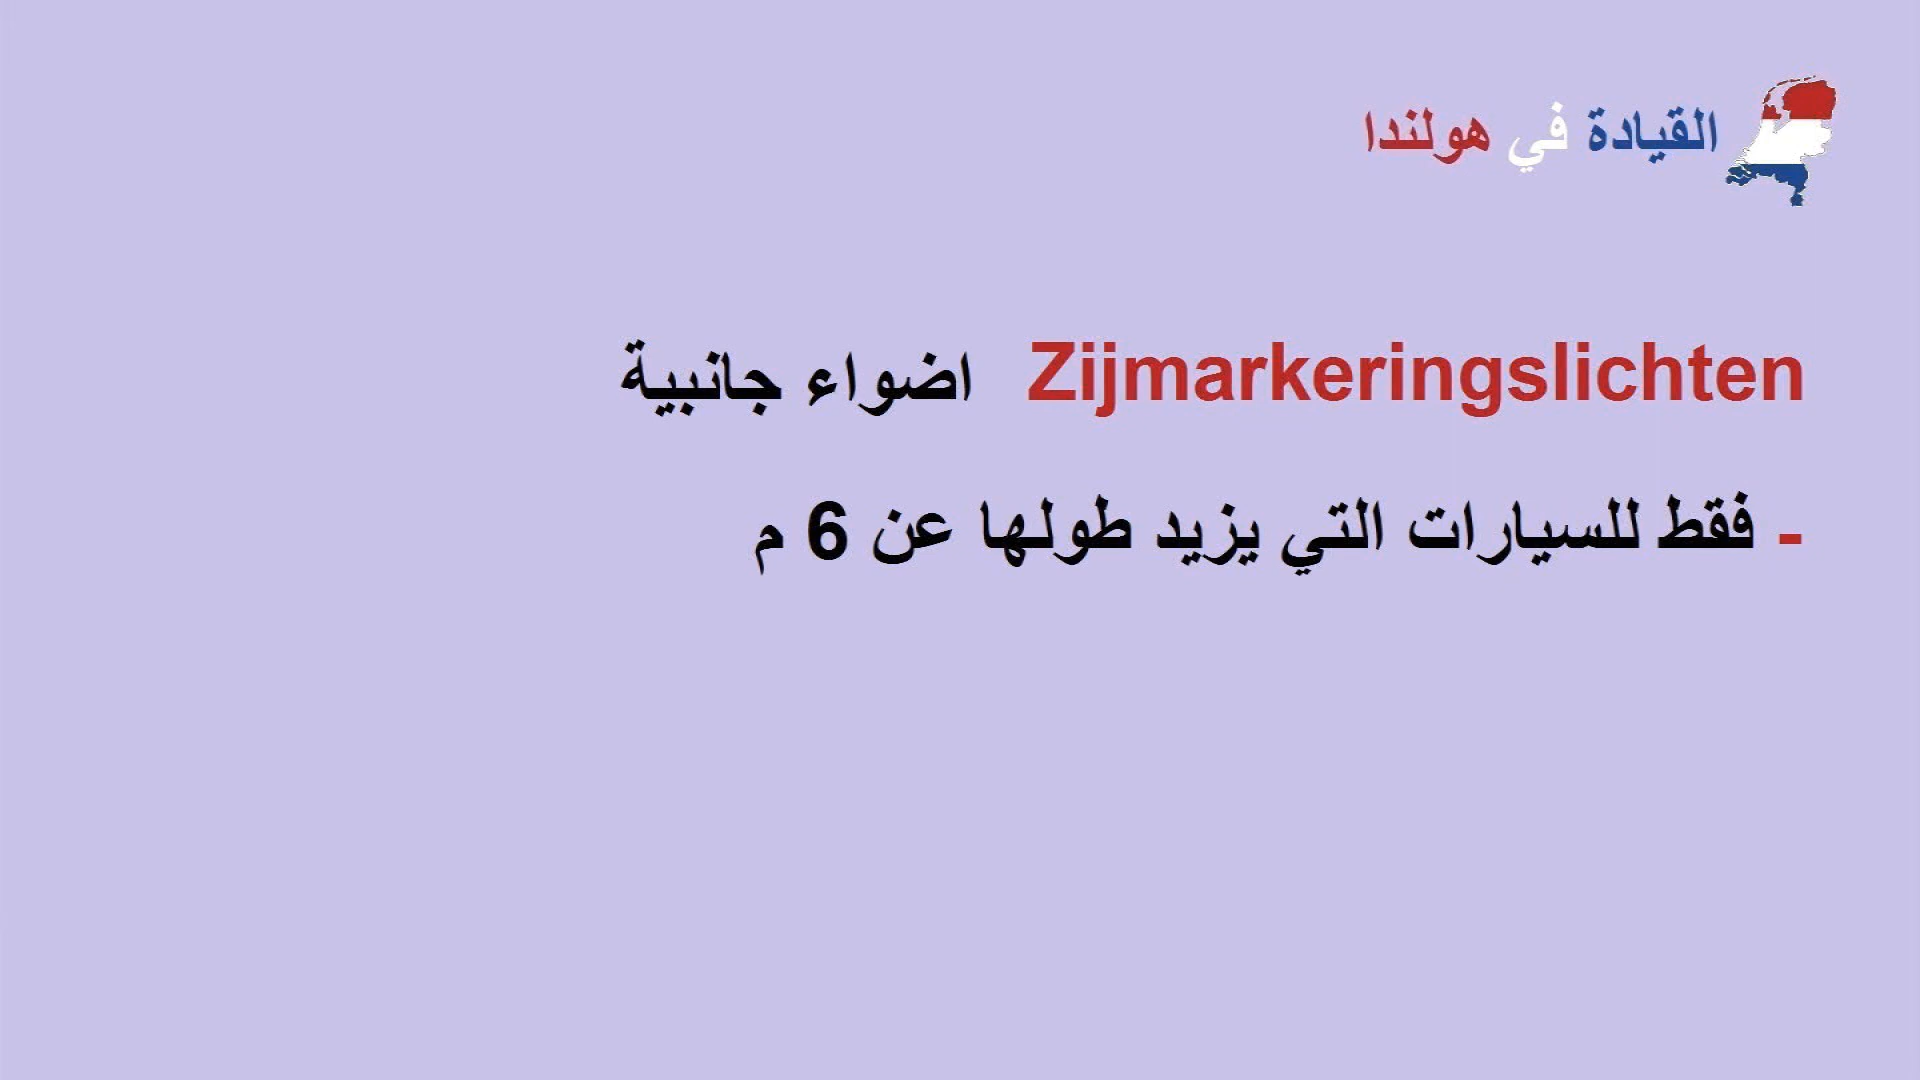 القيادة في هولندا
Zijmarkeringslichten اضواء جانبية
- فقط للسيارات التي يزيد طولها عن 6 م